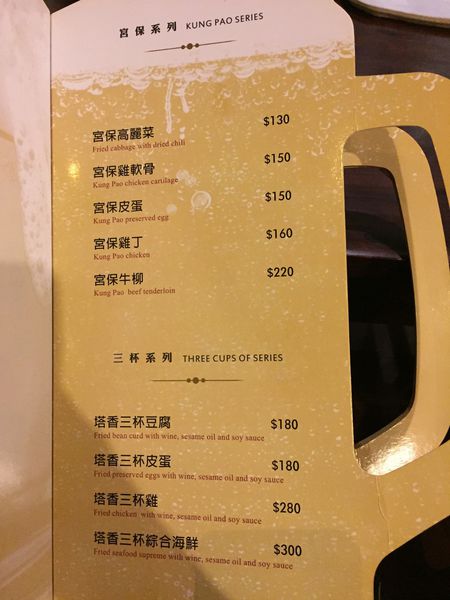 宮保系列 KUNG PAO SERIES
宮保高麗菜 $130
Fried cabbage with dried chili
宮保雞軟骨 $150
Kung Pao chicken cartilage
宮保皮蛋 $150
Kung Pao preserved egg
宮保雞丁 $160
Kung Pao chicken
宮保牛柳 $220
Kung Pao beef tenderloin
三杯系列 THREE CUPS OF SERIES
塔香三杯豆腐 $180
Fried bean curd with wine, sesame oil and soy sauce
塔香三杯皮蛋 $180
Fried preserved eggs with wine, sesame oil and soy sauce
塔香三杯雞 $280
Fried chicken with wine, sesame oil and soy sauce
塔香三杯綜合海鮮 $300
Fried seafood supreme with wine, sesame oil and soy sauce